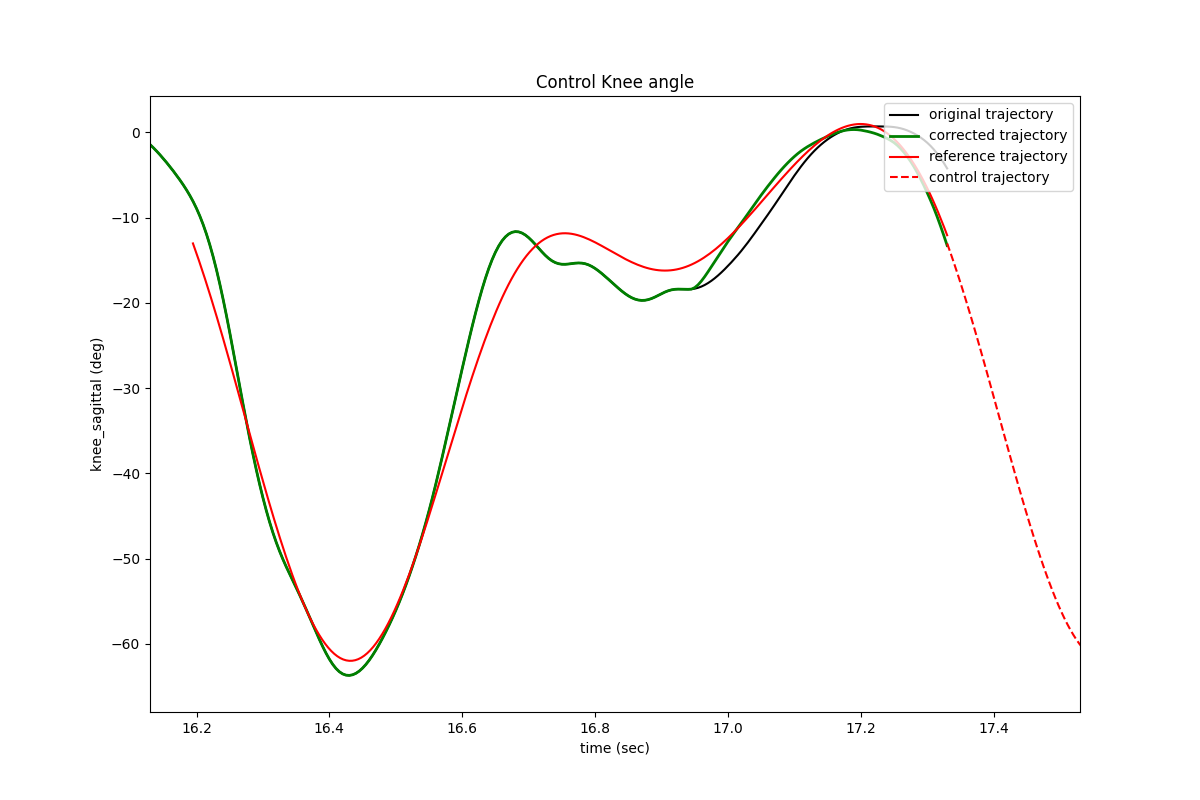 Control Knee angle
original trajectory
corrected trajectory
reference trajectory
control trajectory
knee_sagittal (deg)
0
−10
−20
−30
−40
−50
−60
16.2 16.4 16.6 16.8 17.0 17.2 17.4
time (sec)